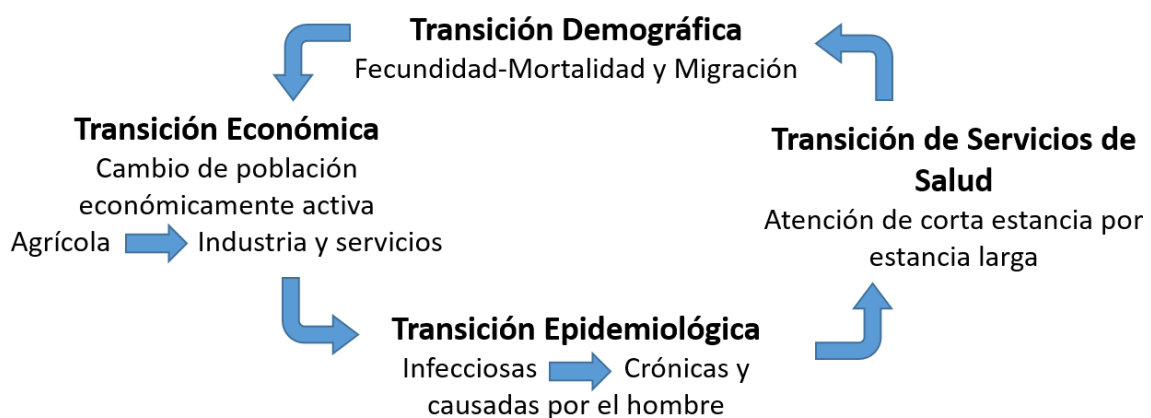 Transición Demográfica
Fecundidad-Mortalidad y Migración
Transición Económica
Cambio de población
económicamente activa
Agrícola Industria y servicios
Transición Epidemiológica
Infecciosas Crónicas y
causadas por el hombre
Transición de Servicios de
Salud
Atención de corta estancia por
estancia larga